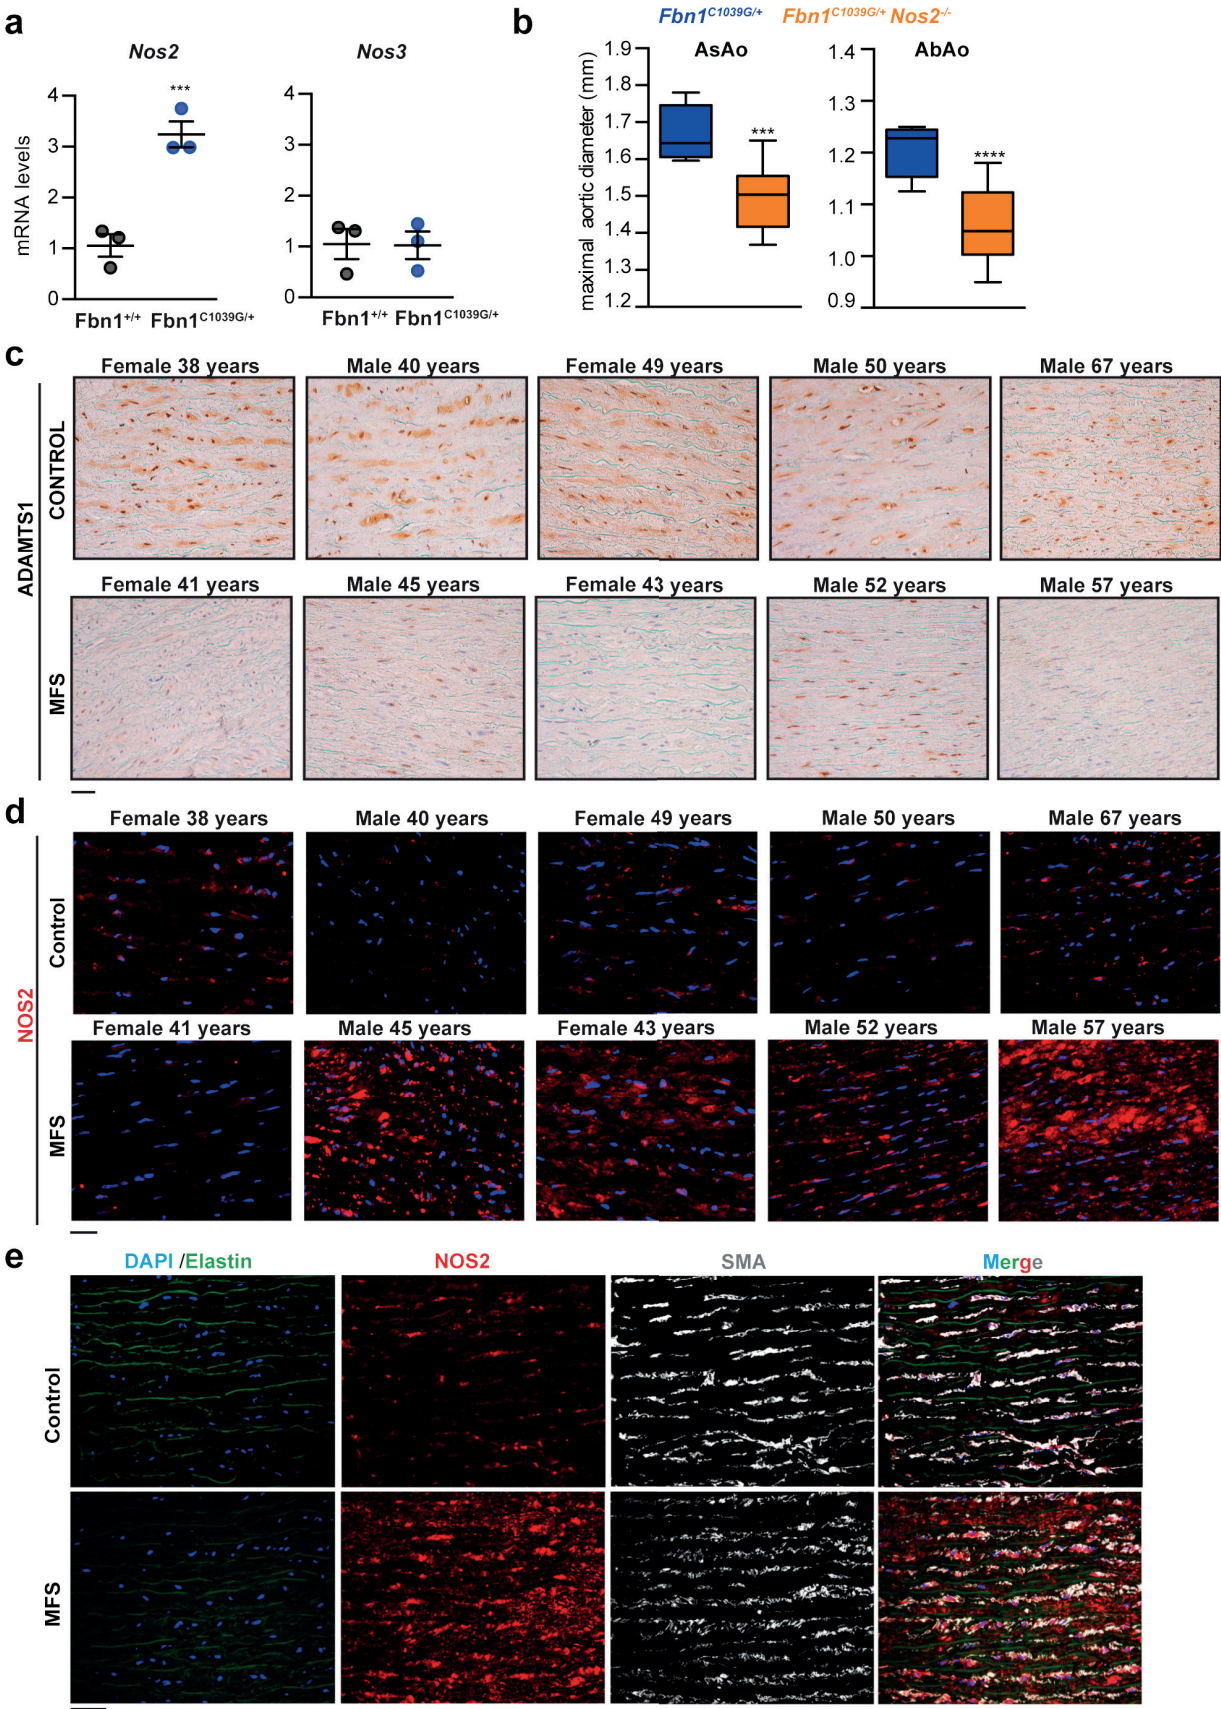 a
Nos2
Nos3
***
mRNA levels
4
3
2
1
0
Fbn1+/+
Fbn1C1039G/+
4
3
2
1
0
Fbn1+/+
Fbn1C1039G/+
b
Fbn1C1039G/+
Fbn1C1039G/+ Nos2-/-
AsAo
AbAo
maximal aortic diameter (mm)
1.9
1.8
1.7
1.6
1.5
1.4
1.3
1.2
***
1.4
1.3
1.2
1.1
1.0
0.9
****
c
ADAMTS1
CONTROL
Female 38 years
Male 40 years
Female 49 years
Male 50 years
Male 67 years
MFS
Female 41 years
Male 45 years
Female 43 years
Male 52 years
Male 57 years
d
NOS2
Control
Female 38 years
Male 40 years
Female 49 years
Male 50 years
Male 67 years
MFS
Female 41 years
Male 45 years
Female 43 years
Male 52 years
Male 57 years
e
DAPI /Elastin
NOS2
SMA
Merge
Control
MFS